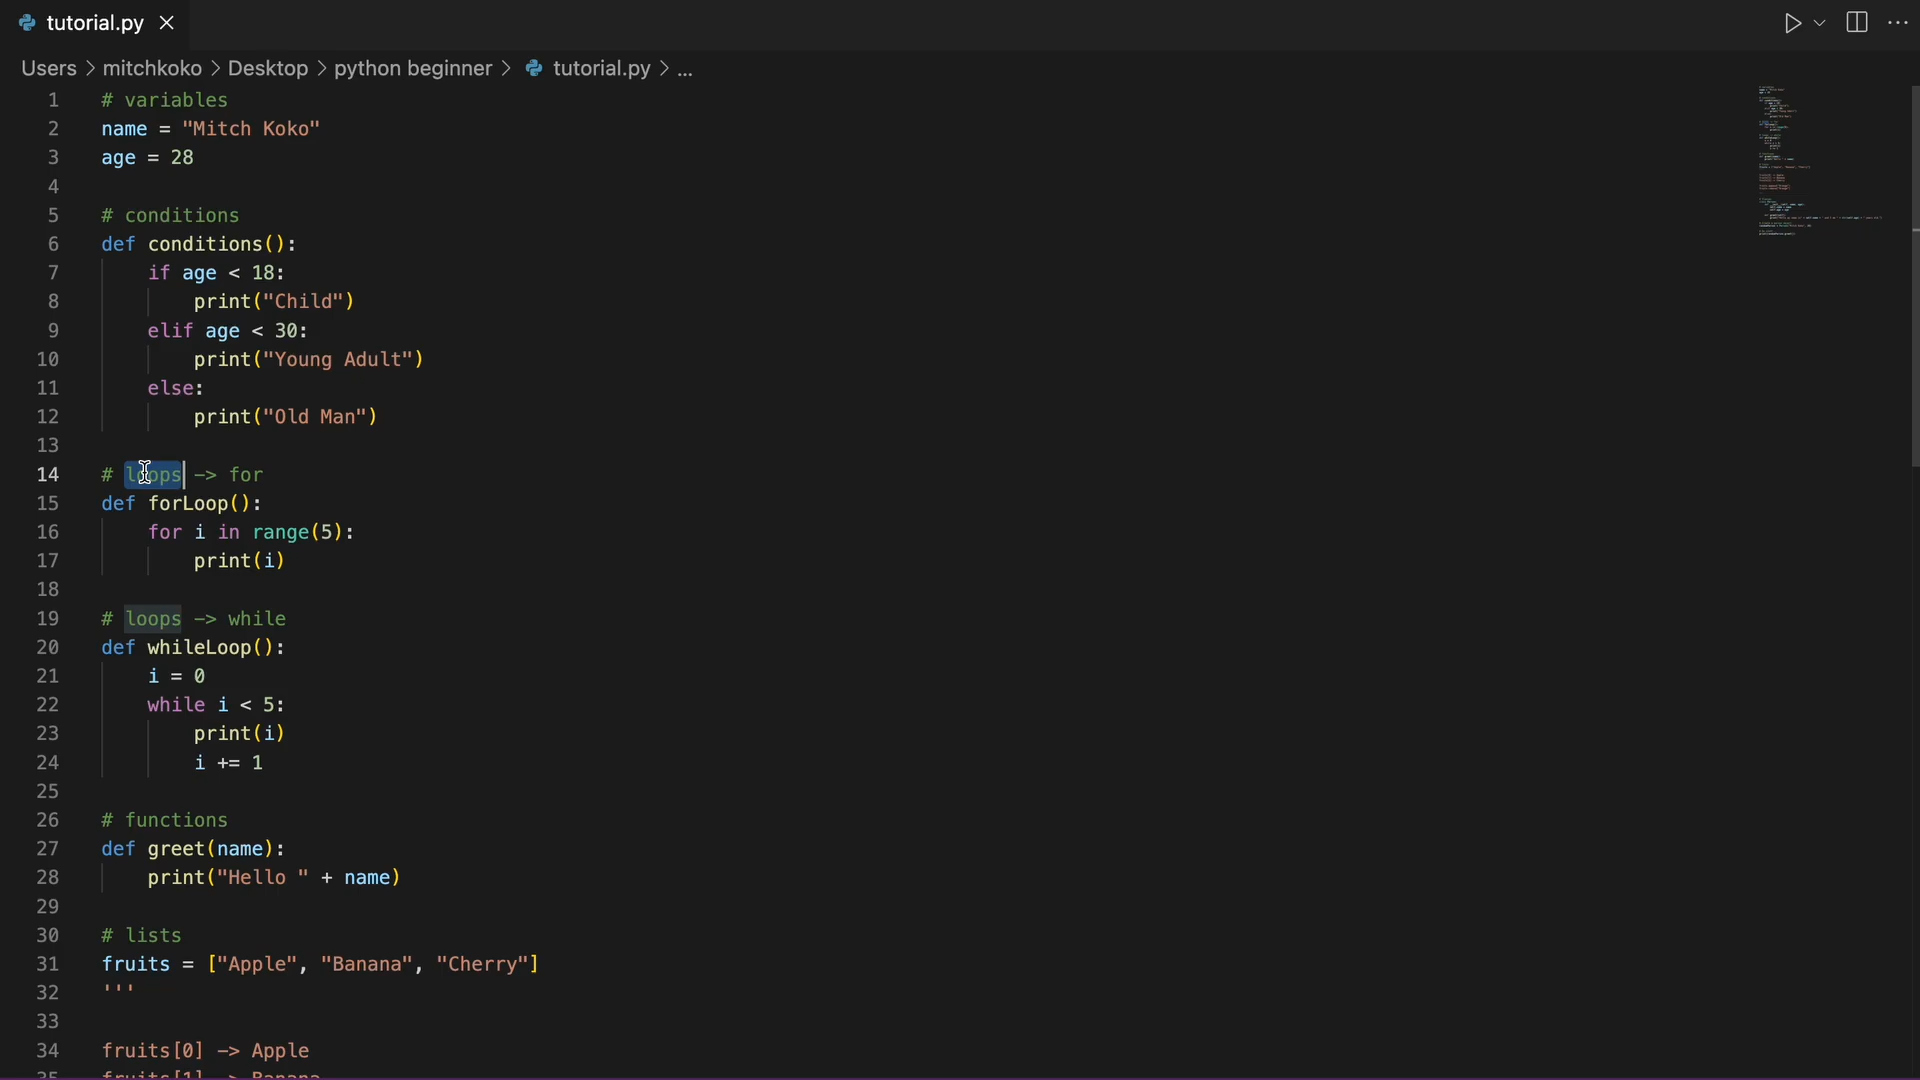 tutorial.py
Users > mitchkoko > Desktop > python beginner > tutorial.py > ...
1 # variables
2 name = "Mitch Koko"
3 age = 28
4
5 # conditions
6 def conditions():
7 if age < 18:
8 print("Child")
9 elif age < 30:
10 print("Young Adult")
11 else:
12 print("Old Man")
13
14 # loops -> for
15 def forLoop():
16 for i in range(5):
17 print(i)
18
19 # loops -> while
20 def whileLoop():
21 i = 0
22 while i < 5:
23 print(i)
24 i += 1
25
26 # functions
27 def greet(name):
28 print("Hello " + name)
29
30 # lists
31 fruits = ["Apple", "Banana", "Cherry"]
32 '''
33
34 fruits[0] -> Apple
35 fruits[1] -> Banana